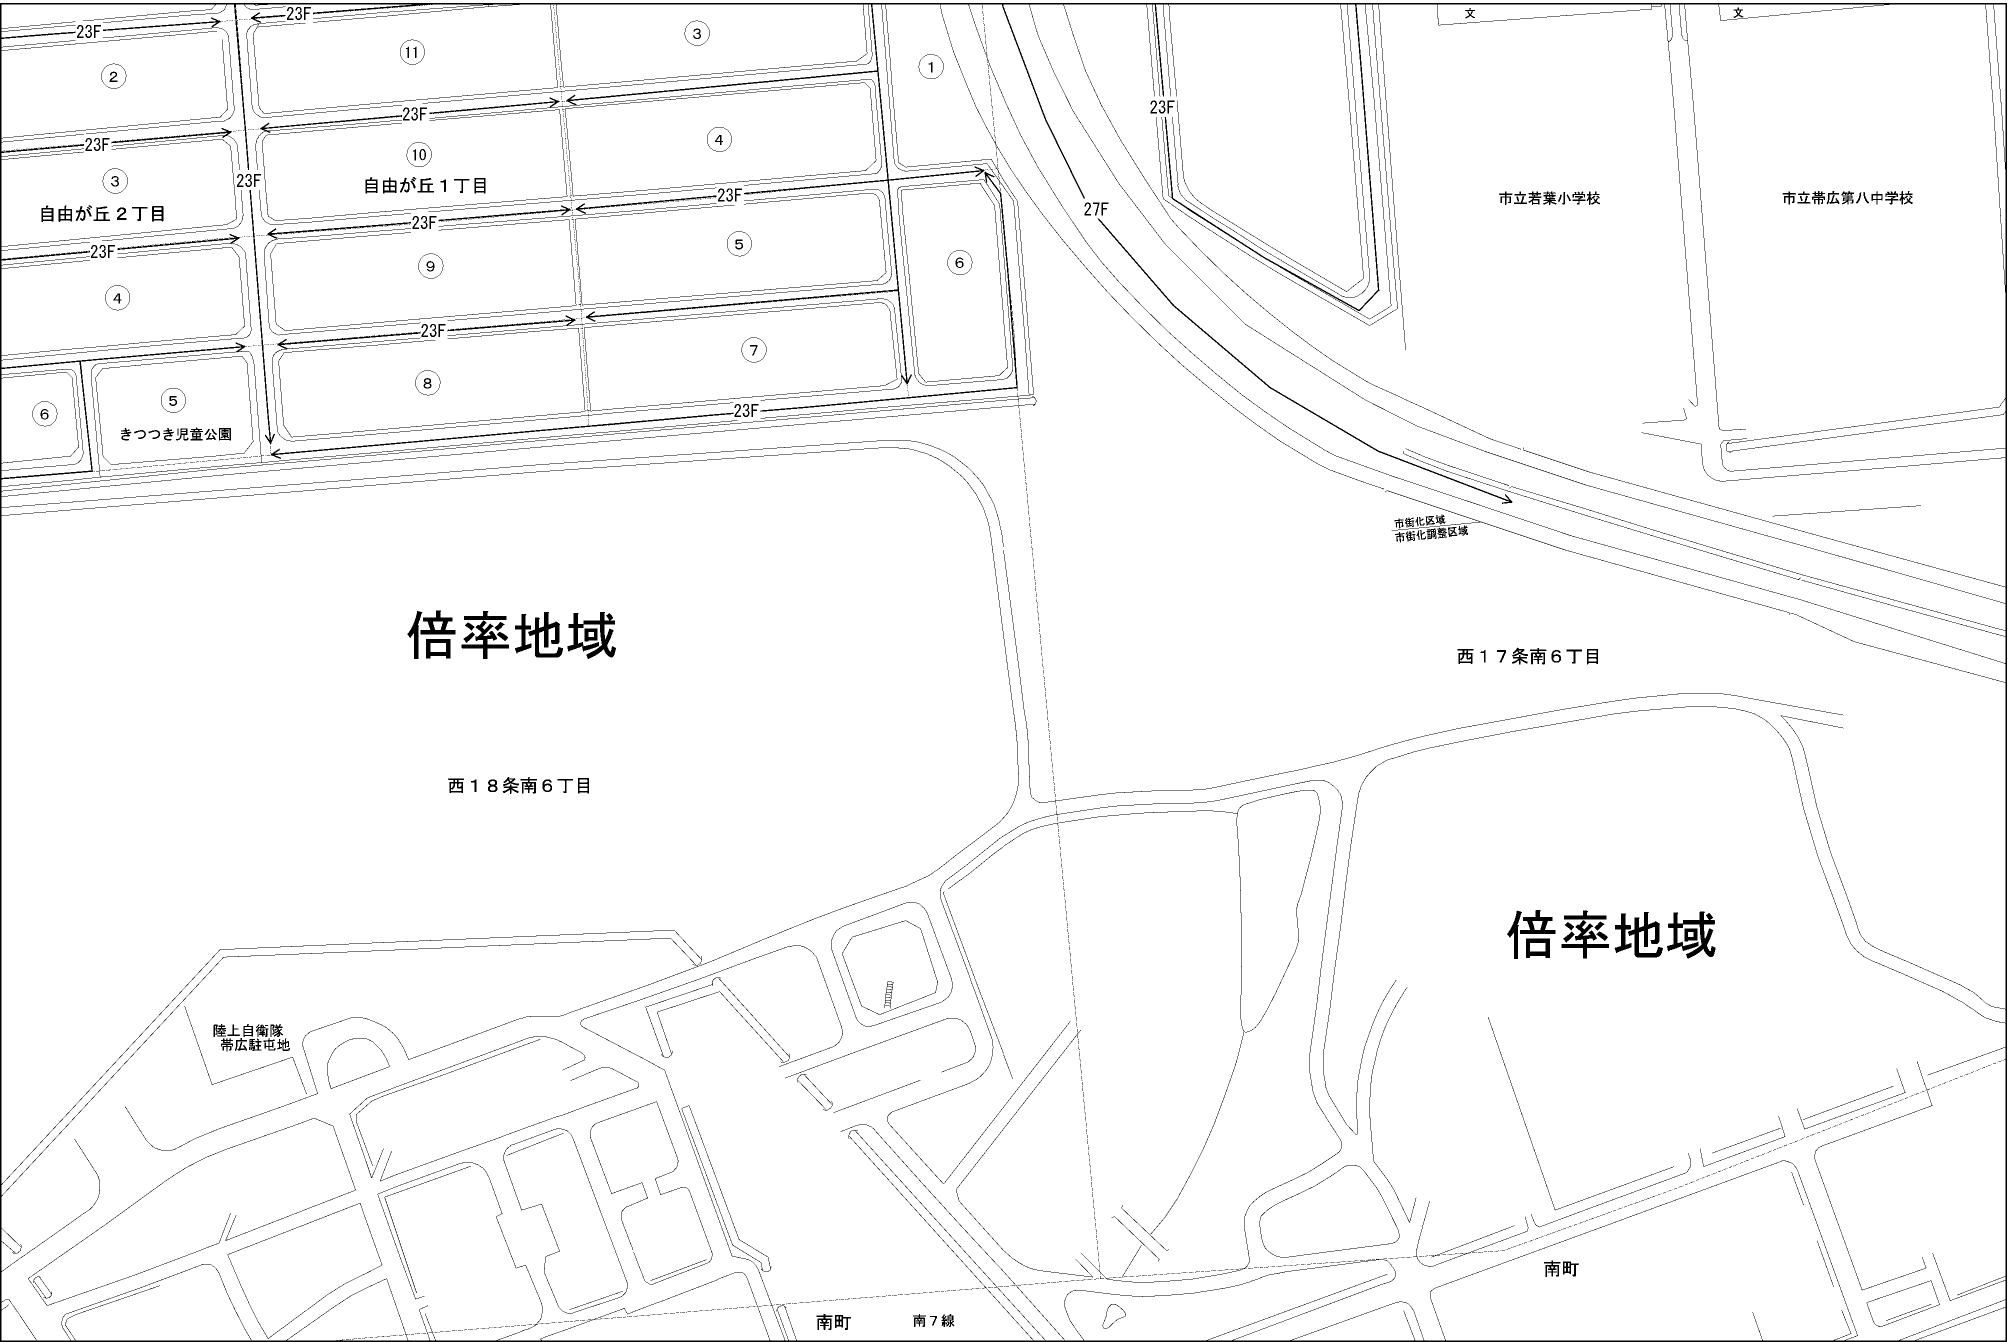 23F
文
文
23F
③
⑪
①
②
23F
23F
④
23F
⑩
③
23F
自由が丘１丁目
23F
市立若葉小学校
市立帯広第八中学校
27F
自由が丘２丁目
23F
⑤
23F
⑥
⑨
④
23F
⑦
⑧
⑤
⑥
23F
きつつき児童公園
市街化区域
市街化調整区域
倍率地域
西１７条南６丁目
西１８条南６丁目
倍率地域
陸上自衛隊
帯広駐屯地
南町
南町
南７線